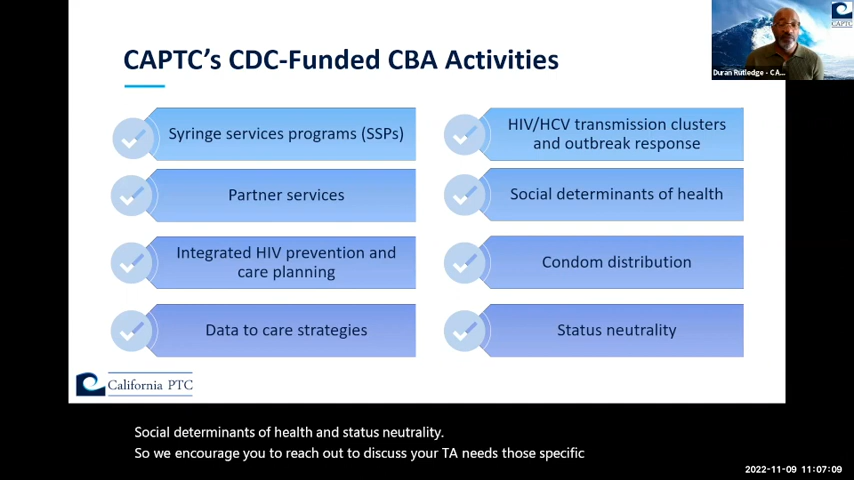 CAPTC's CDC-Funded CBA Activities
Syringe services programs (SSPs)
HIV/HCV transmission clusters
and outbreak response
Partner services
Social determinants of health
Integrated HIV prevention and
care planning
Condom distribution
Data to care strategies
Status neutrality
California PTC
Duran Rutledge - CA...
CAPTC
Social determinants of health and status neutrality.
So we encourage you to reach out to discuss your TA needs those specific
2022-11-09 11:07:09